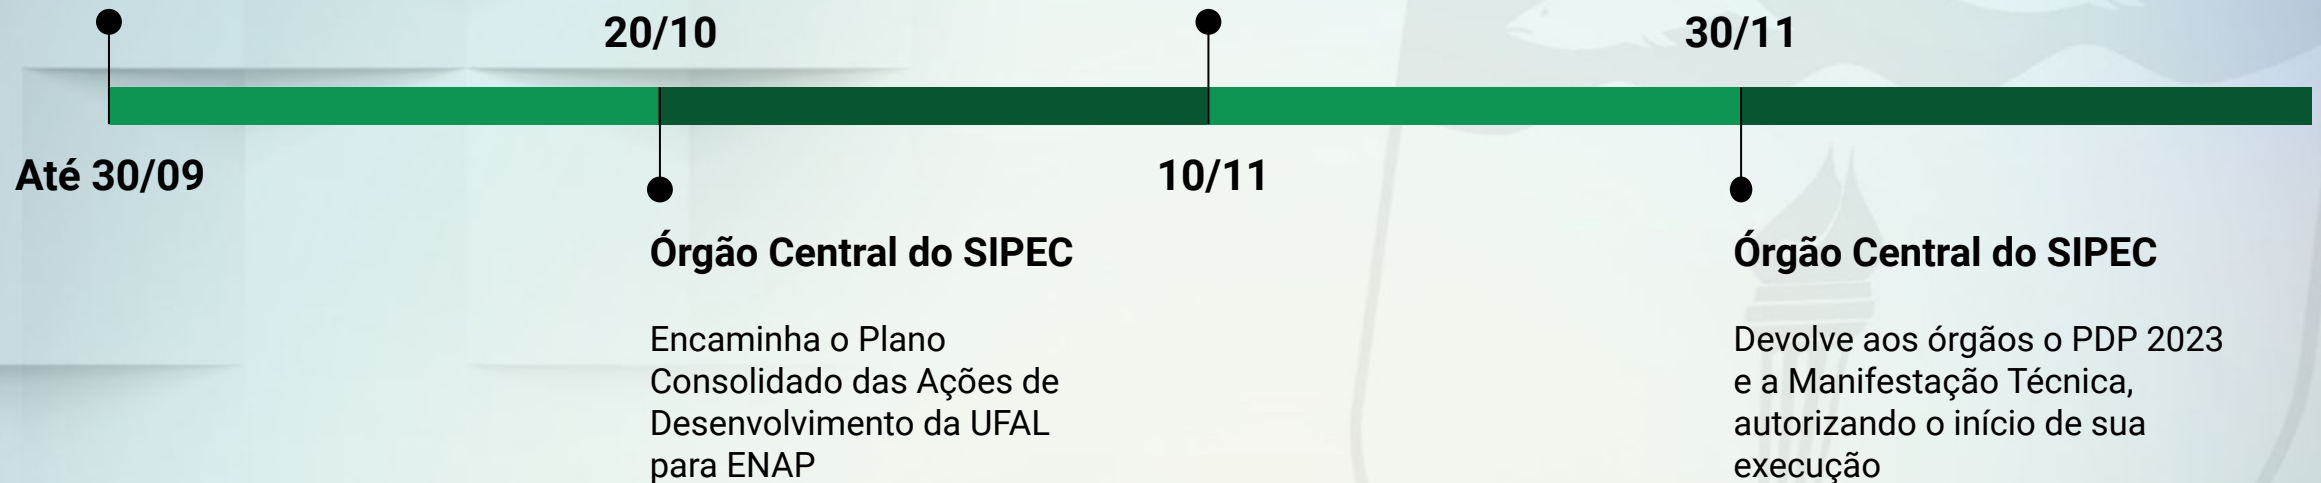 20/10
30/11
Até 30/09
10/11
Órgão Central do SIPEC
Encaminha o Plano
Consolidado das Ações de
Desenvolvimento da UFAL
para ENAP
Órgão Central do SIPEC
Devolve aos órgãos o PDP 2023
e a Manifestação Técnica,
autorizando o início de sua
execução